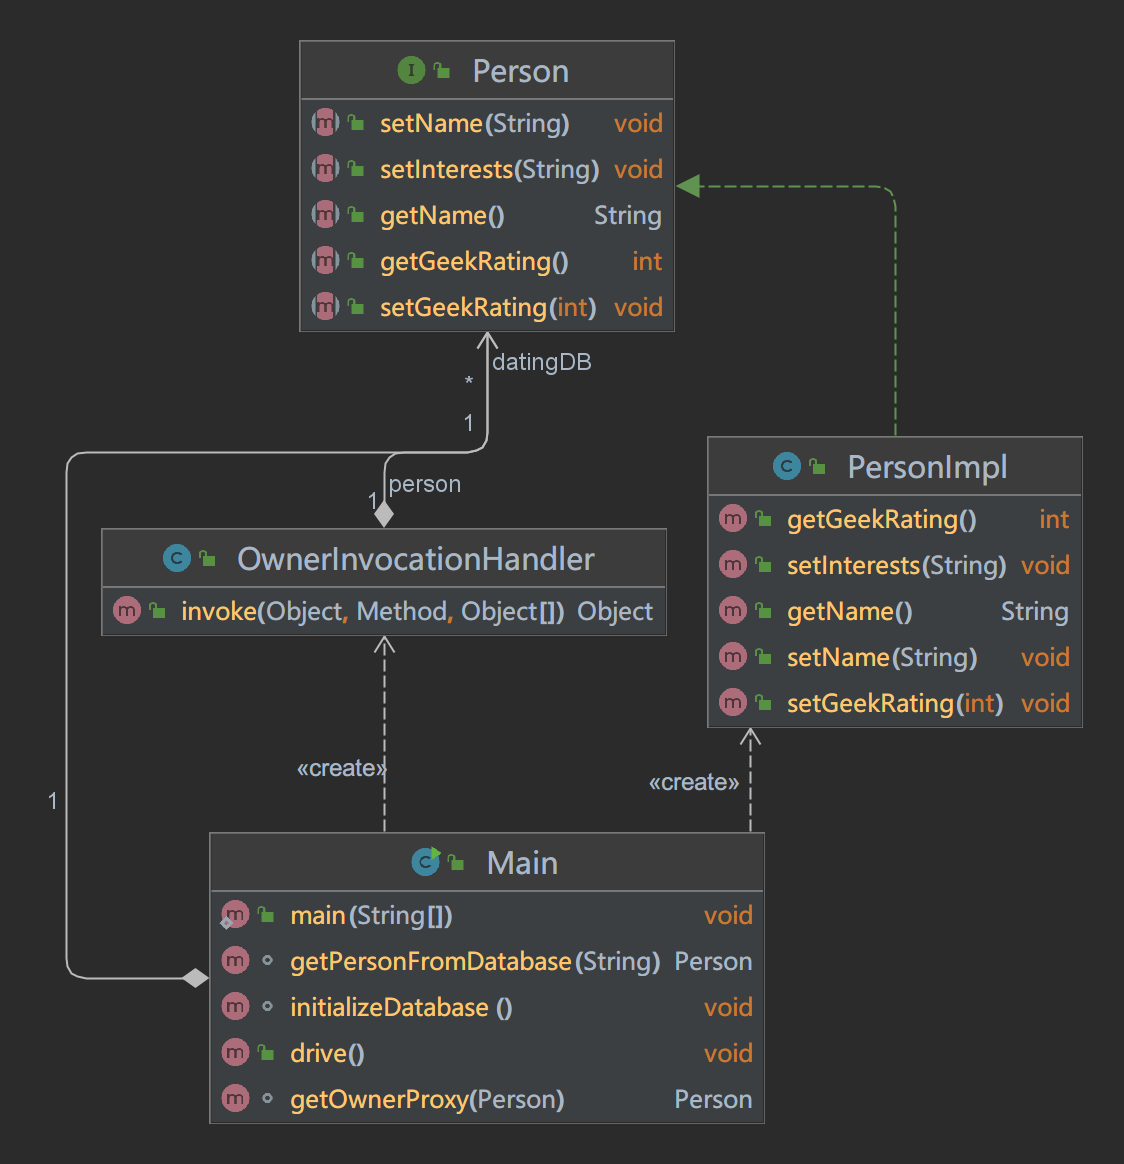 I Person
m setName(String) void
m setInterests(String) void
m getName() String
m getGeekRating() int
m setGeekRating(int) void
datingDB
*
1
person
1
C OwnerInvocationHandler
m invoke(Object, Method, Object[]) Object
C PersonImpl
m getGeekRating() int
m setInterests(String) void
m getName() String
m setName(String) void
m setGeekRating(int) void
«create»
«create»
1
C Main
m main(String[]) void
m getPersonFromDatabase(String) Person
m initializeDatabase () void
m drive() void
m getOwnerProxy(Person) Person